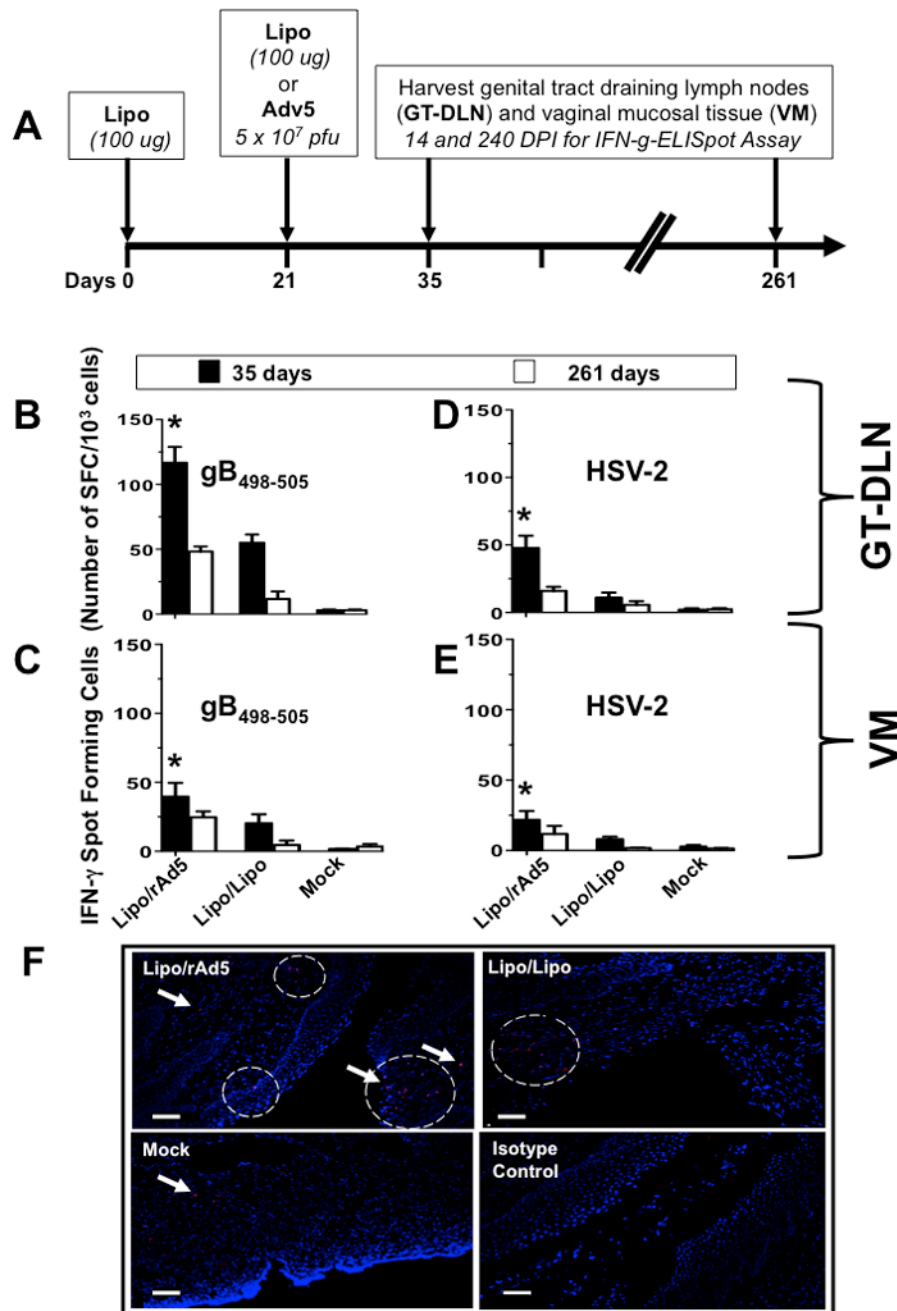 A
Lipo
(100 ug)
Lipo
(100 ug)
or
Adv5
5 x 10⁷ pfu
Harvest genital tract draining lymph nodes
(GT-DLN) and vaginal mucosal tissue (VM)
14 and 240 DPI for IFN-g-ELISpot Assay
Days 0
21
35
261
35 days
261 days
IFN-γ Spot Forming Cells (Number of SFC/10³ cells)
B
150
100
50
0
*
gB₄₉₈₋₅₀₅
D
150
100
50
0
*
HSV-2
GT-DLN
C
150
100
50
0
*
gB₄₉₈₋₅₀₅
Lipo/rAd5
Lipo/Lipo
Mock
E
150
100
50
0
*
HSV-2
Lipo/rAd5
Lipo/Lipo
Mock
VM
F
Lipo/rAd5
Lipo/Lipo
Mock
Isotype
Control